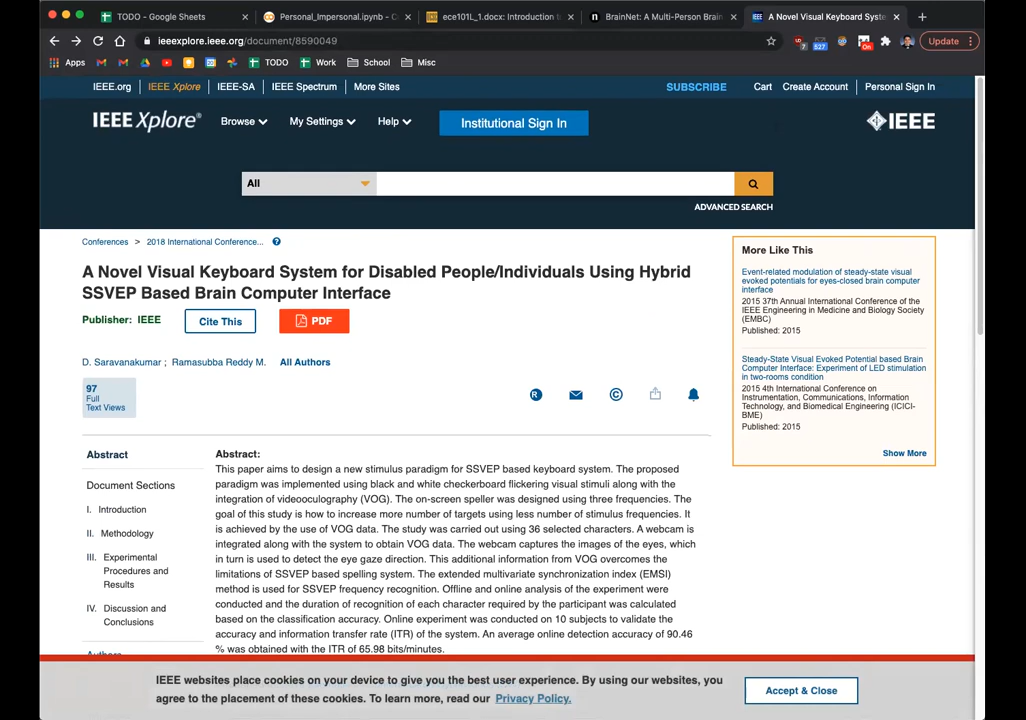 TODO - Google Sheets
Personal_Impersonal.ipynb - C
ece101L_1.docx: Introduction t
BrainNet: A Multi-Person Brain
A Novel Visual Keyboard Syste
ieeexplore.ieee.org/document/8590049
7
527
On
Update
Apps
TODO
Work
School
Misc
IEEE.org
IEEE Xplore
IEEE-SA
IEEE Spectrum
More Sites
SUBSCRIBE
Cart
Create Account
Personal Sign In
IEEE Xplore®
Browse
My Settings
Help
Institutional Sign In
IEEE
All
ADVANCED SEARCH
Conferences > 2018 International Conference...
A Novel Visual Keyboard System for Disabled People/Individuals Using Hybrid
SSVEP Based Brain Computer Interface
Publisher: IEEE
Cite This
PDF
D. Saravanakumar ; Ramasubba Reddy M. All Authors
97
Full
Text Views
R
C
Abstract
Document Sections
I. Introduction
II. Methodology
III. Experimental
Procedures and
Results
IV. Discussion and
Conclusions
Authors
Abstract:
This paper aims to design a new stimulus paradigm for SSVEP based keyboard system. The proposed
paradigm was implemented using black and white checkerboard flickering visual stimuli along with the
integration of videooculography (VOG). The on-screen speller was designed using three frequencies. The
goal of this study is how to increase more number of targets using less number of stimulus frequencies. It
is achieved by the use of VOG data. The study was carried out using 36 selected characters. A webcam is
integrated along with the system to obtain VOG data. The webcam captures the images of the eyes, which
in turn is used to detect the eye gaze direction. This additional information from VOG overcomes the
limitations of SSVEP based spelling system. The extended multivariate synchronization index (EMSI)
method is used for SSVEP frequency recognition. Offline and online analysis of the experiment were
conducted and the duration of recognition of each character required by the participant was calculated
based on the classification accuracy. Online experiment was conducted on 10 subjects to validate the
accuracy and information transfer rate (ITR) of the system. An average online detection accuracy of 90.46
% was obtained with the ITR of 65.98 bits/minutes.
More Like This
Event-related modulation of steady-state visual
evoked potentials for eyes-closed brain computer
interface
2015 37th Annual International Conference of the
IEEE Engineering in Medicine and Biology Society
(EMBC)
Published: 2015
Steady-State Visual Evoked Potential based Brain
Computer Interface: Experiment of LED stimulation
in two-rooms condition
2015 4th International Conference on
Instrumentation, Communications, Information
Technology, and Biomedical Engineering (ICICI-
BME)
Published: 2015
Show More
IEEE websites place cookies on your device to give you the best user experience. By using our websites, you
agree to the placement of these cookies. To learn more, read our Privacy Policy.
Accept & Close